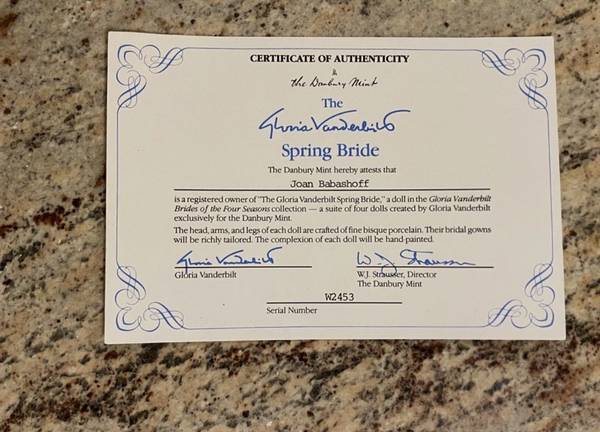 CERTIFICATE OF AUTHENTICITY
the Danbury Mint
The
Gloria Vanderbilt
Spring Bride
The Danbury Mint hereby attests that
Joan Babashoff
is a registered owner of "The Gloria Vanderbilt Spring Bride," a doll in the Gloria Vanderbilt
Brides of the Four Seasons collection — a suite of four dolls created by Gloria Vanderbilt
exclusively for the Danbury Mint.
The head, arms, and legs of each doll are crafted of fine bisque porcelain. Their bridal gowns
will be richly tailored. The complexion of each doll will be hand-painted.
Gloria Vanderbilt W.J. Strausser
Gloria Vanderbilt W.J. Strausser, Director
The Danbury Mint
W2453
Serial Number